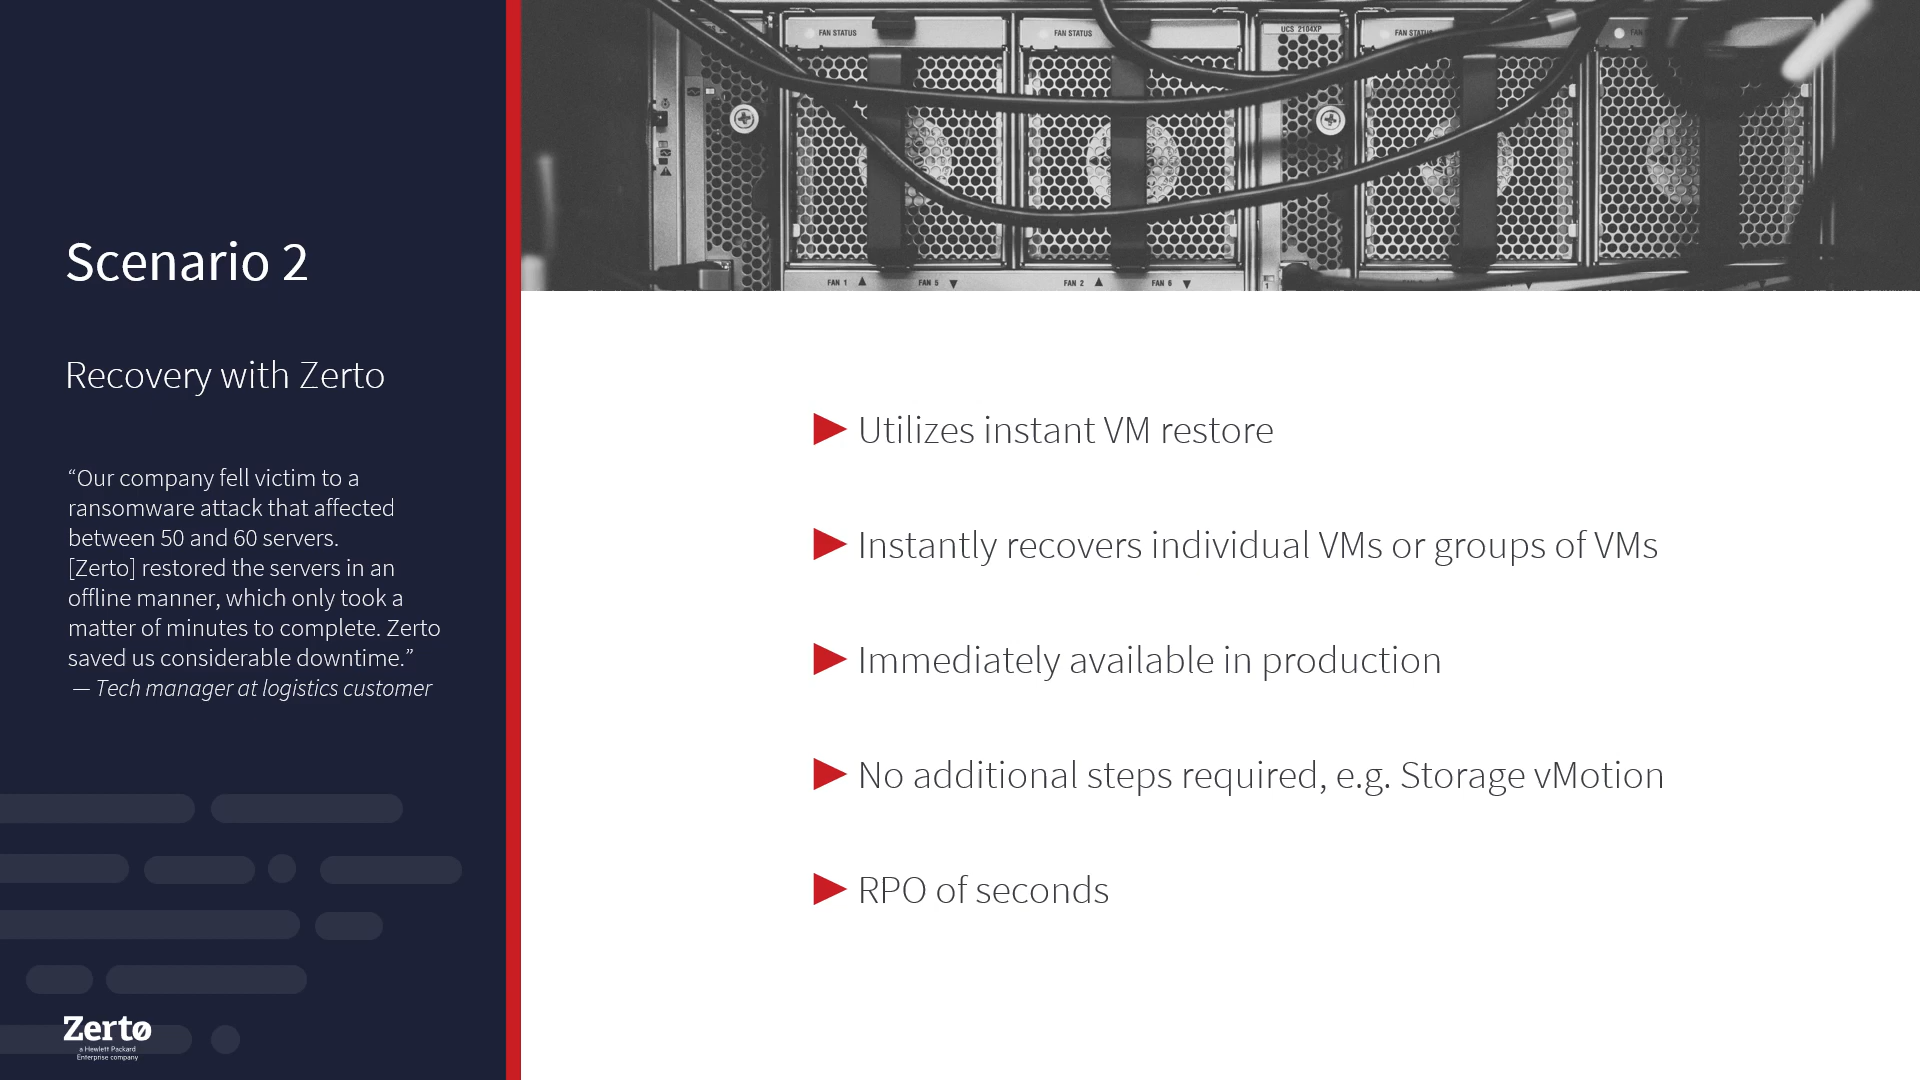 FAN STATUS
FAN STATUS
UCS 2104XP
FAN STATUS
FAN 1
FAN 5
FAN 2
FAN 6
Scenario 2
Recovery with Zerto
“Our company fell victim to a
ransomware attack that affected
between 50 and 60 servers.
[Zerto] restored the servers in an
offline manner, which only took a
matter of minutes to complete. Zerto
saved us considerable downtime.”
— Tech manager at logistics customer
Utilizes instant VM restore
Instantly recovers individual VMs or groups of VMs
Immediately available in production
No additional steps required, e.g. Storage vMotion
RPO of seconds
Zerto
a Hewlett Packard
Enterprise company